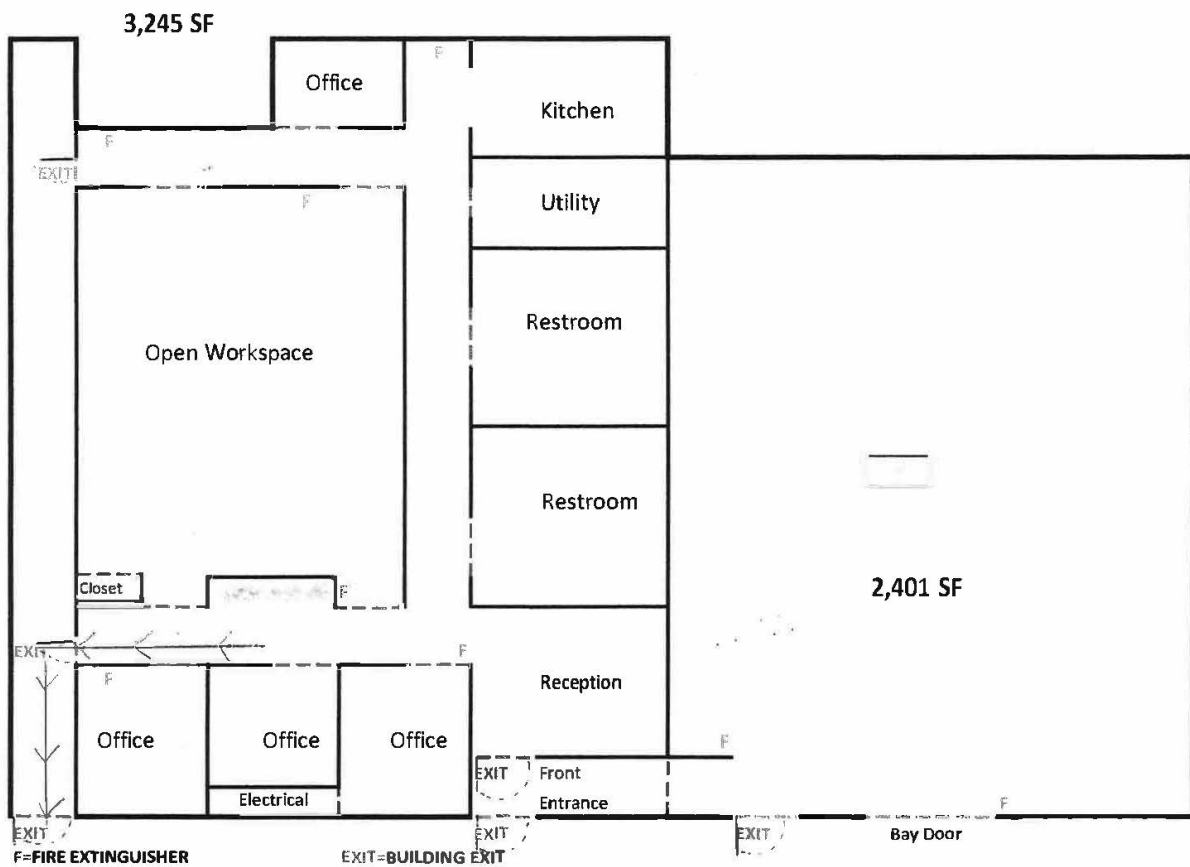 3,245 SF
F
Office
Kitchen
F
EXIT
F
Utility
Restroom
Open Workspace
Restroom
Closet
F
2,401 SF
EXIT
F
F
Reception
Office
Office
Office
F
EXIT
Front
Electrical
Entrance
F
EXIT
EXIT
EXIT
Bay Door
F=FIRE EXTINGUISHER
EXIT=BUILDING EXIT